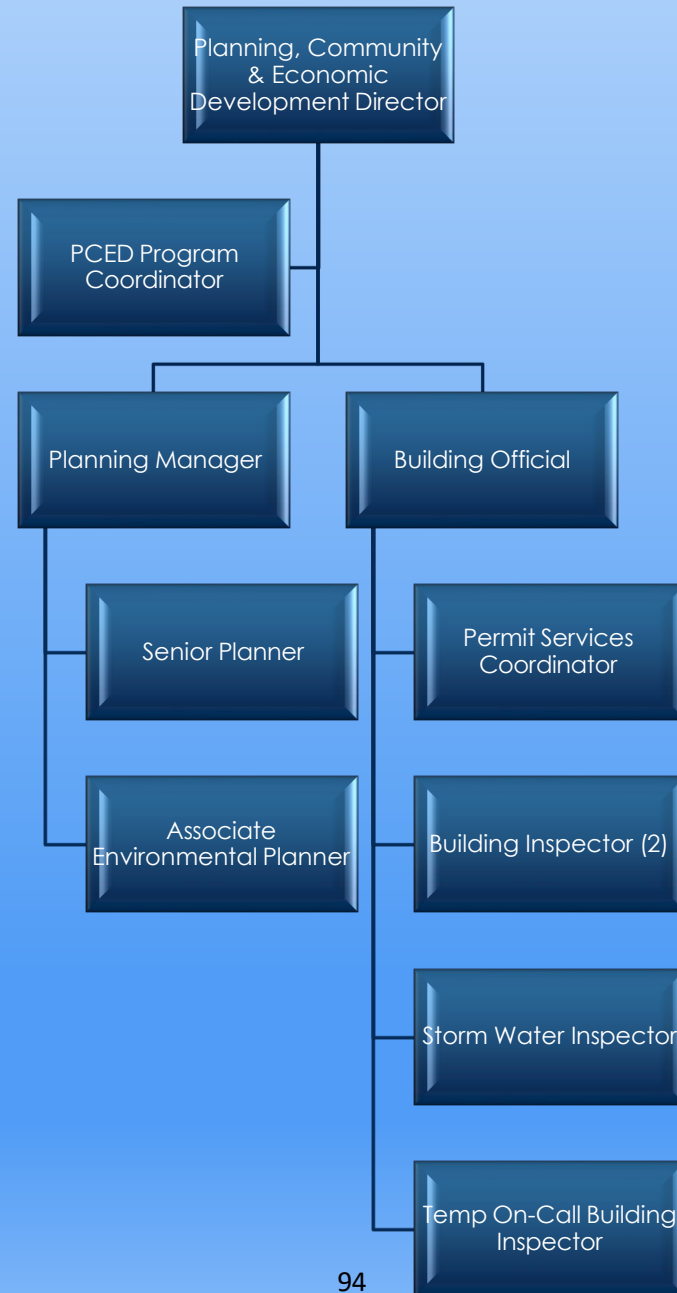 Planning, Community
& Economic
Development Director
PCED Program
Coordinator
Planning Manager
Building Official
Senior Planner
Permit Services
Coordinator
Associate
Environmental Planner
Building Inspector (2)
Storm Water Inspector
Temp On-Call Building
Inspector
94